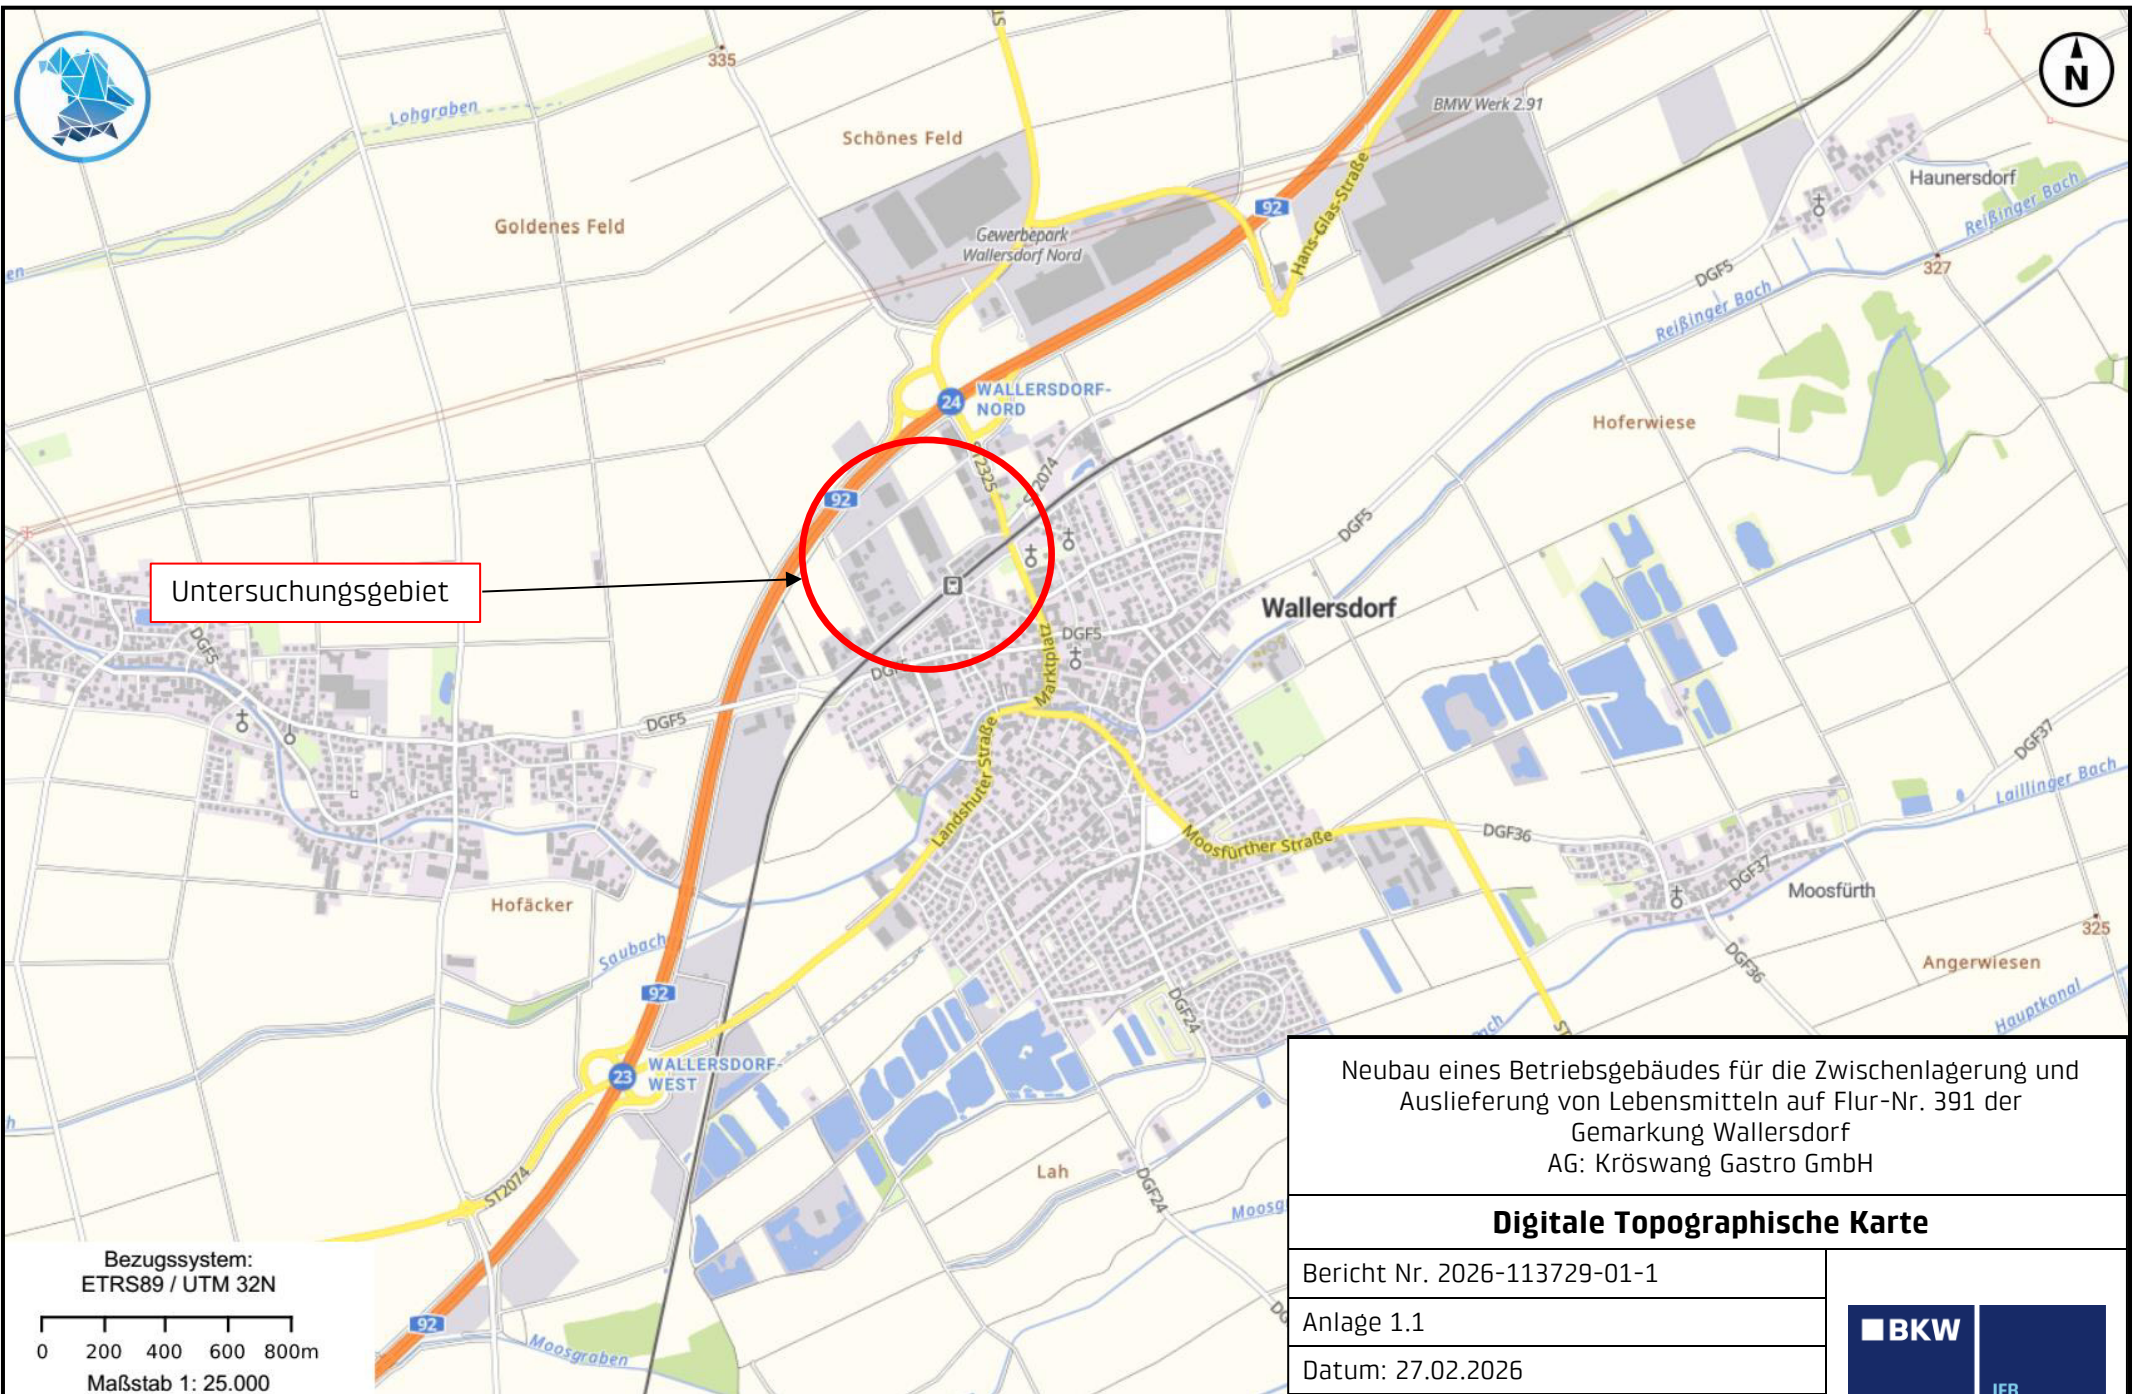 335
Lohgraben
Schönes Feld
BMW Werk 2.91
Haunersdorf
Reißinger Bach
N
Goldenes Feld
Gewerbepark
Wallersdorf Nord
92
Hans-Glas-Straße
DGF5
327
Reißinger Bach
en
24
WALLERSDORF-
NORD
Hoferwiese
2325
2074
92
DGF5
Untersuchungsgebiet
Wallersdorf
DGF5
DGF5
Marktplatz
DGF5
Landshuter Straße
DGF37
Laillinger Bach
Moosfürther Straße
DGF36
DGF37
Moosfürth
Hofäcker
325
Saubach
DGF36
Angerwiesen
92
DGF24
Hauptkanal
23
WALLERSDORF-
WEST
Lah
ST2074
DGF24
Moosg
92
Moosgraben
Bezugssystem:
ETRS89 / UTM 32N
0 200 400 600 800m
Maßstab 1: 25.000
Neubau eines Betriebsgebäudes für die Zwischenlagerung und
Auslieferung von Lebensmitteln auf Flur-Nr. 391 der
Gemarkung Wallersdorf
AG: Kröswang Gastro GmbH
Digitale Topographische Karte
Bericht Nr. 2026-113729-01-1
Anlage 1.1
Datum: 27.02.2026
BKW